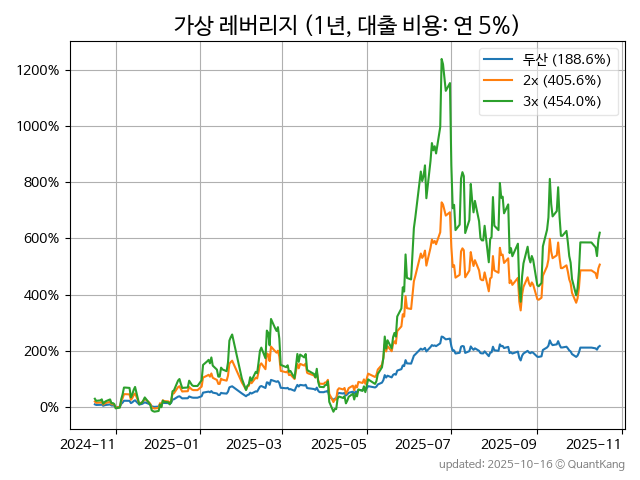 가상 레버리지 (1년, 대출 비용: 연 5%)
두산 (188.6%)
2x (405.6%)
3x (454.0%)
1200%
1000%
800%
600%
400%
200%
0%
2024-11 2025-01 2025-03 2025-05 2025-07 2025-09 2025-11
updated: 2025-10-16 © QuantKang